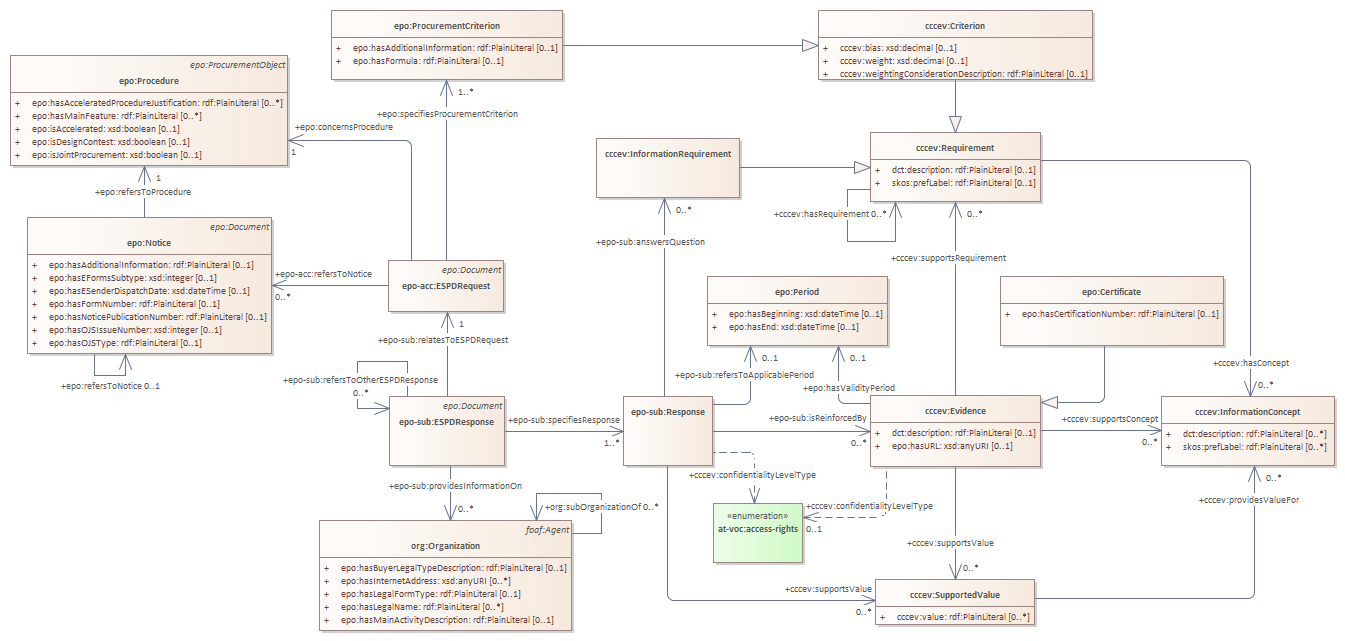 epo:ProcurementCriterion
+ epo:hasAdditionalInformation: rdf:PlainLiteral [0..1]
+ epo:hasFormula: rdf:PlainLiteral [0..1]
cccev:Criterion
+ cccev:bias: xsd:decimal [0..1]
+ cccev:weight: xsd:decimal [0..1]
+ cccev:weightingConsiderationDescription: rdf:PlainLiteral [0..1]
epo:ProcurementObject
epo:Procedure
+ epo:hasAcceleratedProcedureJustification: rdf:PlainLiteral [0..*]
+ epo:hasMainFeature: rdf:PlainLiteral [0..*]
+ epo:isAccelerated: xsd:boolean [0..1]
+ epo:isDesignContest: xsd:boolean [0..1]
+ epo:isJointProcurement: xsd:boolean [0..1]
1..*
+epo:specifiesProcurementCriterion
+epo:concernsProcedure
1
cccev:InformationRequirement
cccev:Requirement
+ dct:description: rdf:PlainLiteral [0..1]
+ skos:prefLabel: rdf:PlainLiteral [0..1]
1
+epo:refersToProcedure
0..*
+cccev:hasRequirement 0..*
0..*
epo:Document
epo:Notice
+ epo:hasAdditionalInformation: rdf:PlainLiteral [0..1]
+ epo:hasEFormsSubtype: xsd:integer [0..1]
+ epo:hasESenderDispatchDate: xsd:dateTime [0..1]
+ epo:hasFormNumber: rdf:PlainLiteral [0..1]
+ epo:hasNoticePublicationNumber: rdf:PlainLiteral [0..1]
+ epo:hasOJSIssueNumber: xsd:integer [0..1]
+ epo:hasOJSType: rdf:PlainLiteral [0..1]
+epo-sub:answersQuestion
+cccev:supportsRequirement
+epo-acc:refersToNotice
0..*
epo:Document
epo-acc:ESPDRequest
epo:Period
+ epo:hasBeginning: xsd:dateTime [0..1]
+ epo:hasEnd: xsd:dateTime [0..1]
epo:Certificate
+ epo:hasCertificationNumber: rdf:PlainLiteral [0..1]
1
+epo-sub:relatesToESPDRequest
0..1
0..1
+cccev:hasConcept
+epo:refersToNotice 0..1
+epo-sub:refersToOtherESPDResponse
0..*
+epo-sub:refersToApplicablePeriod
+epo:hasValidityPeriod
0..*
epo:Document
epo-sub:ESPDResponse
+epo-sub:specifiesResponse
1..*
epo-sub:Response
+epo-sub:isReinforcedBy
0..*
cccev:Evidence
+ dct:description: rdf:PlainLiteral [0..1]
+ epo:hasURL: xsd:anyURI [0..1]
+cccev:supportsConcept
0..*
cccev:InformationConcept
+ dct:description: rdf:PlainLiteral [0..*]
+ skos:prefLabel: rdf:PlainLiteral [0..*]
+cccev:confidentialityLevelType
0..*
+epo-sub:providesInformationOn
0..*
+cccev:providesValueFor
+org:subOrganizationOf 0..*
+cccev:confidentialityLevelType
0..1
«enumeration»
at-voc:access-rights
foaf:Agent
org:Organization
+ epo:hasBuyerLegalTypeDescription: rdf:PlainLiteral [0..1]
+ epo:hasInternetAddress: xsd:anyURI [0..*]
+ epo:hasLegalFormType: rdf:PlainLiteral [0..1]
+ epo:hasLegalName: rdf:PlainLiteral [0..*]
+ epo:hasMainActivityDescription: rdf:PlainLiteral [0..1]
+cccev:supportsValue
0..*
+cccev:supportsValue
0..*
cccev:SupportedValue
+ cccev:value: rdf:PlainLiteral [0..*]